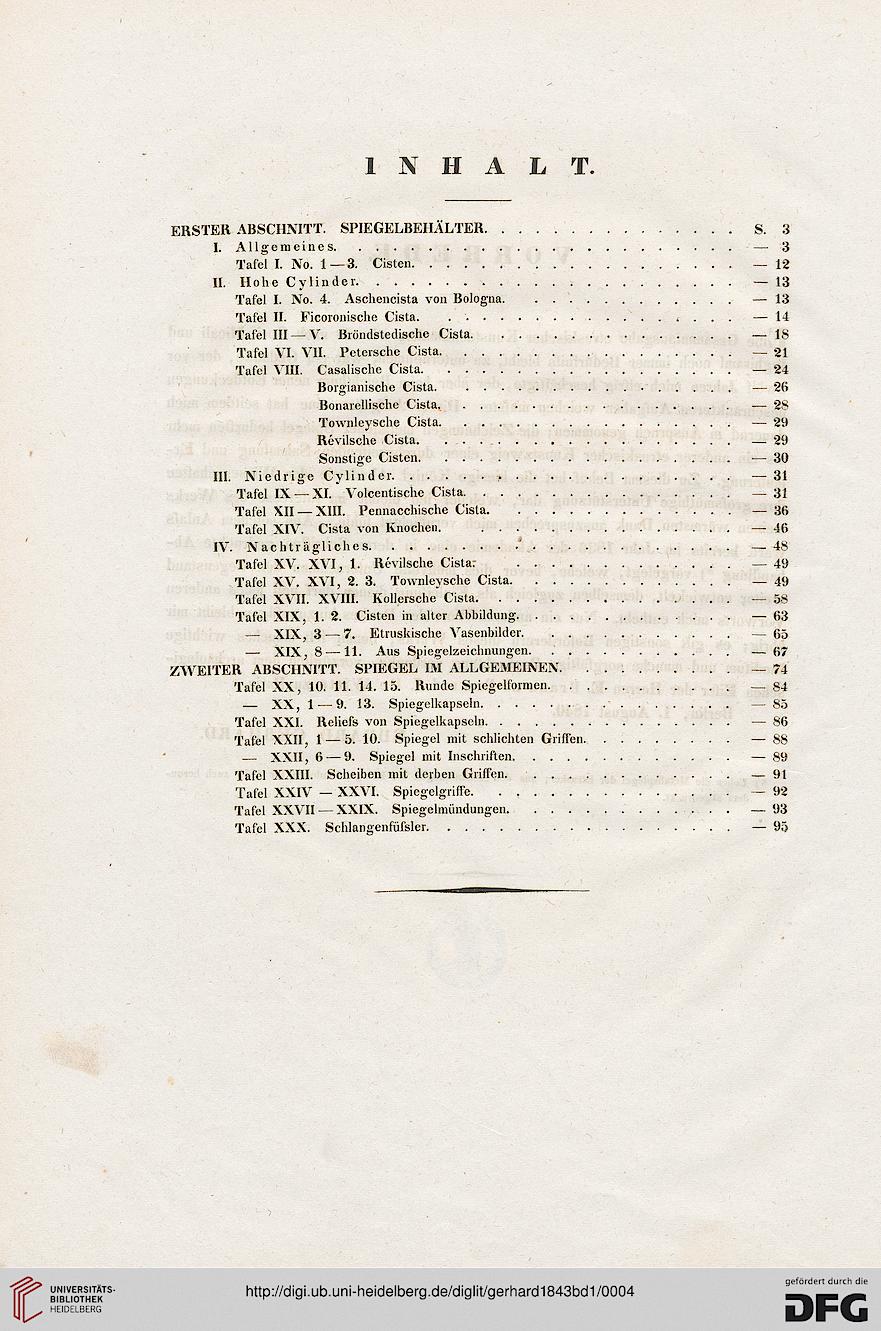 INHALT.
ERSTER ABSCHNITT. SPIEGELBEHÄLTER. . . . . . . . . . . . . . . S. 3
I. Allgemeines. . . . . . . . . . . . . . . . . . . . . . — 3
Tafel I. No. 1—3. Cisten. . . . . . . . . . . . . . . . . . . — 12
II. Hohe Cylinder. . . . . . . . . . . . . . . . . . . . . . — 13
Tafel I. No. 4. Aschencista von Bologna. . . . . . . . . . . . . — 13
Tafel II. Ficoronische Cista. . . . . . . . . . . . . . . . . . — 14
Tafel III—V. Bröndstedische Cista. . . . . . . . . . . . . . . — 18
Tafel VI. VII. Petersche Cista. . . . . . . . . . . . . . . . . — 21
Tafel VIII. Casalische Cista. . . . . . . . . . . . . . . . . . — 24
Borgianische Cista. . . . . . . . . . . . . . . . . — 26
Bonarellische Cista. . . . . . . . . . . . . . . . . — 28
Townleysche Cista. . . . . . . . . . . . . . . . . — 29
Révilsche Cista. . . . . . . . . . . . . . . . . . — 29
Sonstige Cisten. . . . . . . . . . . . . . . . . . — 30
III. Niedrige Cylinder. . . . . . . . . . . . . . . . . . . . — 31
Tafel IX—XI. Volcentische Cista. . . . . . . . . . . . . . . . — 31
Tafel XII—XIII. Pennacchische Cista. . . . . . . . . . . . . . — 36
Tafel XIV. Cista von Knochen. . . . . . . . . . . . . . . . — 46
IV. Nachträgliches. . . . . . . . . . . . . . . . . . . . . — 48
Tafel XV. XVI, 1. Révilsche Cista. . . . . . . . . . . . . . . — 49
Tafel XV. XVI, 2. 3. Townleysche Cista. . . . . . . . . . . . . — 49
Tafel XVII. XVIII. Kollersche Cista. . . . . . . . . . . . . . . — 58
Tafel XIX, 1. 2. Cisten in alter Abbildung. . . . . . . . . . . . — 63
— XIX, 3—7. Etruskische Vasenbilder. . . . . . . . . . . . — 65
— XIX, 8—11. Aus Spiegelzeichnungen. . . . . . . . . . . . — 67
ZWEITER ABSCHNITT. SPIEGEL IM ALLGEMEINEN. . . . . . . . . . — 74
Tafel XX, 10. 11. 14. 15. Runde Spiegelformen. . . . . . . . . . . — 84
— XX, 1—9. 13. Spiegelkapseln. . . . . . . . . . . . . . . — 85
Tafel XXI. Reliefs von Spiegelkapseln. . . . . . . . . . . . . . . — 86
Tafel XXII, 1—5. 10. Spiegel mit schlichten Griffen. . . . . . . . . — 88
— XXII, 6—9. Spiegel mit Inschriften. . . . . . . . . . . . . — 89
Tafel XXIII. Scheiben mit derben Griffen. . . . . . . . . . . . . — 91
Tafel XXIV—XXVI. Spiegelgriffe. . . . . . . . . . . . . . . — 92
Tafel XXVII—XXIX. Spiegelmündungen. . . . . . . . . . . . . — 93
Tafel XXX. Schlangenfüfsler. . . . . . . . . . . . . . . . . . — 95
UNIVERSITÄTS-
BIBLIOTHEK
HEIDELBERG
http://digi.ub.uni-heidelberg.de/diglit/gerhard1843bd1/0004
gefördert durch die
DFG